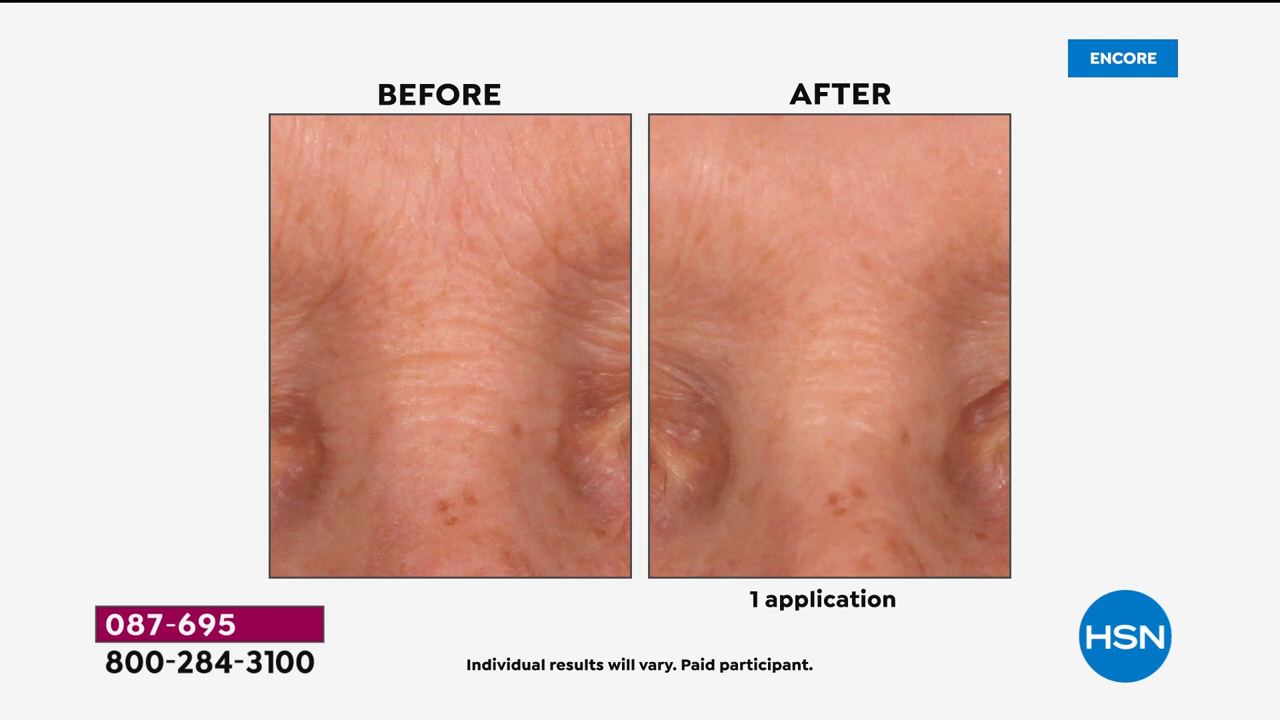 ENCORE
BEFORE
AFTER
1 application
087-695
800-284-3100
Individual results will vary. Paid participant.
HSN